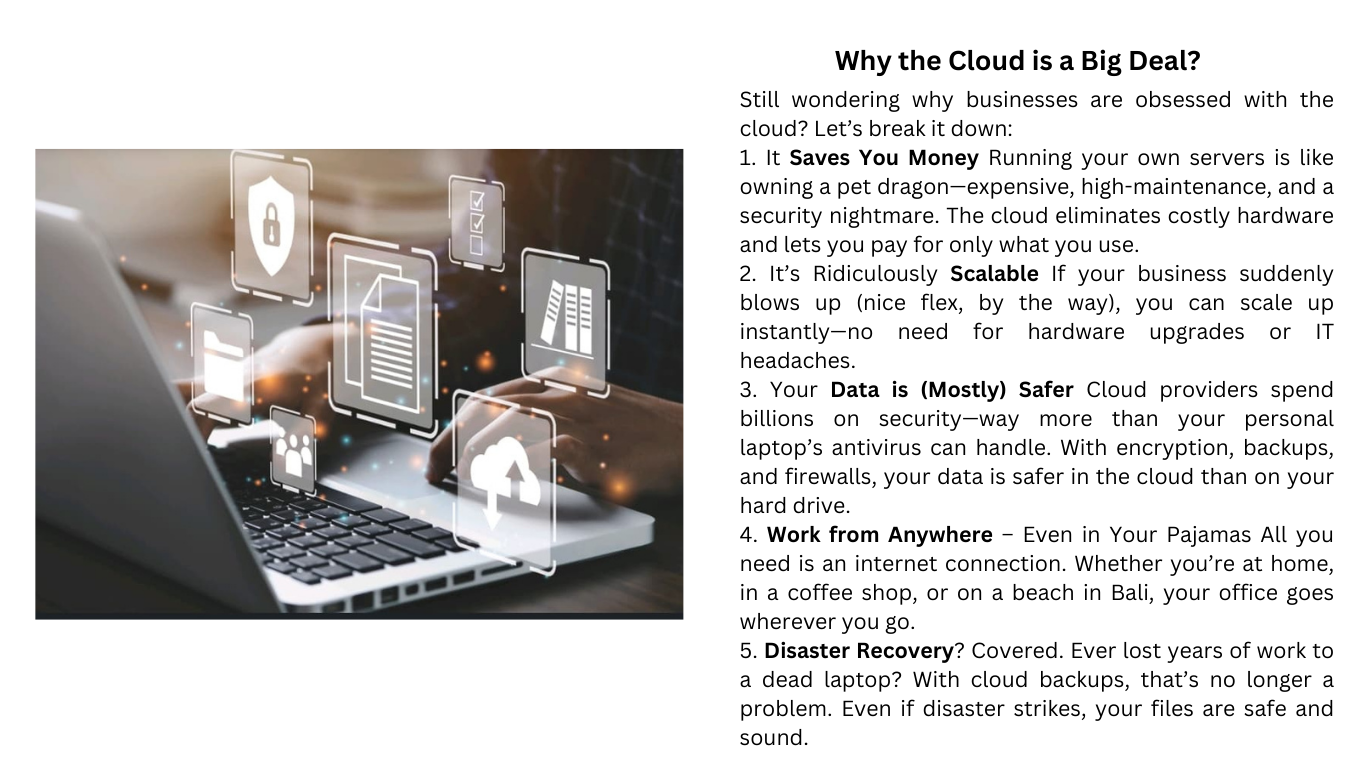 Why the Cloud is a Big Deal?
Still wondering why businesses are obsessed with the
cloud? Let’s break it down:
1. It Saves You Money Running your own servers is like
owning a pet dragon—expensive, high-maintenance, and a
security nightmare. The cloud eliminates costly hardware
and lets you pay for only what you use.
2. It’s Ridiculously Scalable If your business suddenly
blows up (nice flex, by the way), you can scale up
instantly—no need for hardware upgrades or IT
headaches.
3. Your Data is (Mostly) Safer Cloud providers spend
billions on security—way more than your personal
laptop’s antivirus can handle. With encryption, backups,
and firewalls, your data is safer in the cloud than on your
hard drive.
4. Work from Anywhere – Even in Your Pajamas All you
need is an internet connection. Whether you’re at home,
in a coffee shop, or on a beach in Bali, your office goes
wherever you go.
5. Disaster Recovery? Covered. Ever lost years of work to
a dead laptop? With cloud backups, that’s no longer a
problem. Even if disaster strikes, your files are safe and
sound.